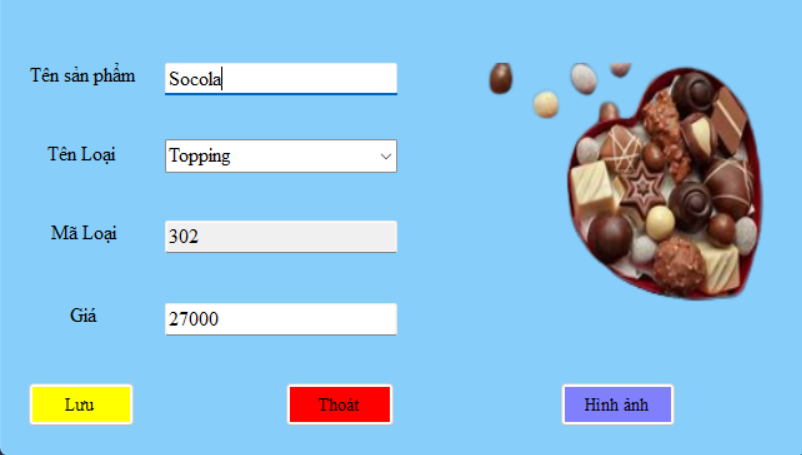 Tên sản phẩm
Socola
Tên Loại
Topping
Mã Loại
302
Giá
27000
Lưu
Thoát
Hình ảnh